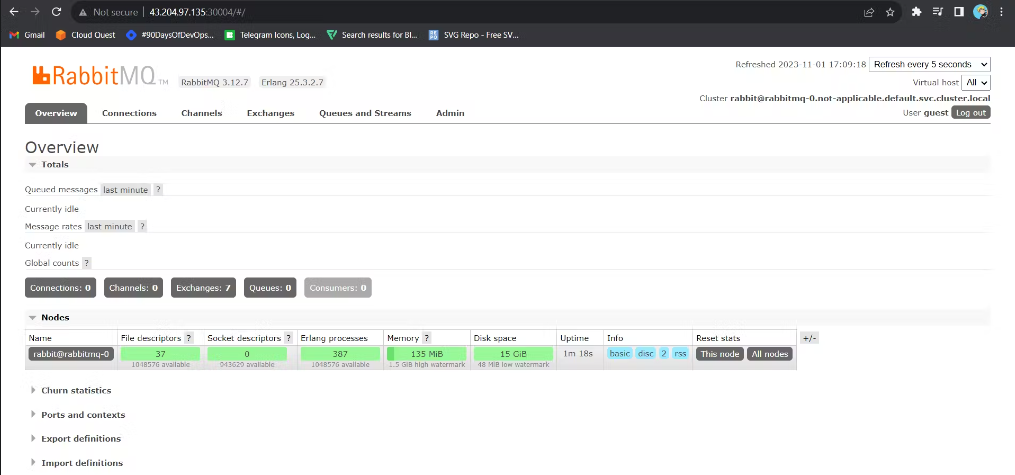 Not secure | 43.204.97.135:30004/#/
Gmail Cloud Quest #90DaysOfDevOps... Telegram Icons, Loq... Search results for Bl... SVG Repo - Free SV...
Refreshed 2023-11-01 17:09:18 Refresh every 5 seconds
RabbitMQ TM RabbitMQ 3.12.7 Erlang 25.3.2.7
Virtual host All
Cluster rabbit@rabbitmq-0.not-applicable.default.svc.cluster.local
User guest Log out
Overview Connections Channels Exchanges Queues and Streams Admin
Overview
Totals
Queued messages last minute ?
Currently idle
Message rates last minute ?
Currently idle
Global counts ?
Connections: 0 Channels: 0 Exchanges: 7 Queues: 0 Consumers: 0
Nodes
Name File descriptors ? Socket descriptors ? Erlang processes Memory ? Disk space Uptime Info Reset stats +/-
rabbit@rabbitmq-0 37 0 387 135 MiB 15 GiB 1m 18s basic disc 2 rss This node All nodes
1048576 available 943629 available 1048576 available 1.5 GiB high watermark 48 MiB low watermark
Churn statistics
Ports and contexts
Export definitions
Import definitions